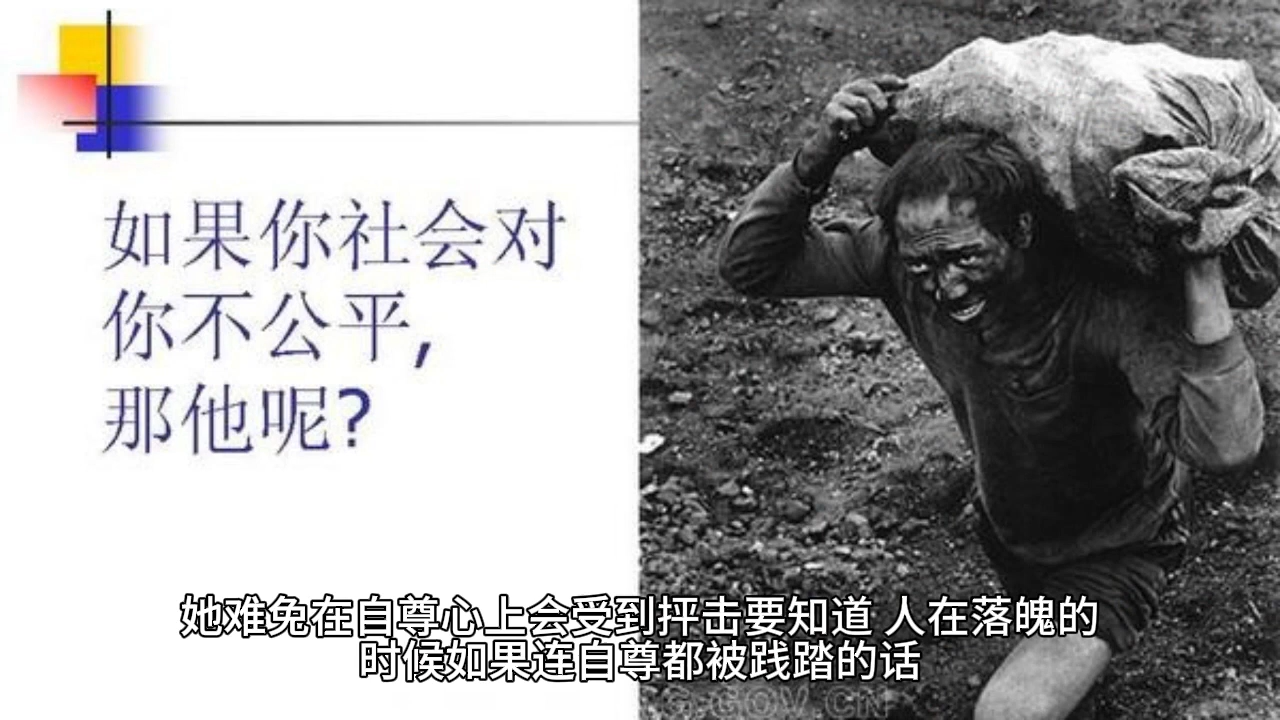 如果你社会对
你不公平,
那他呢?
她难免在自尊心上会受到抨击要知道 人在落魄的
时候如果连自尊都被践踏的话
G.GOV.CN